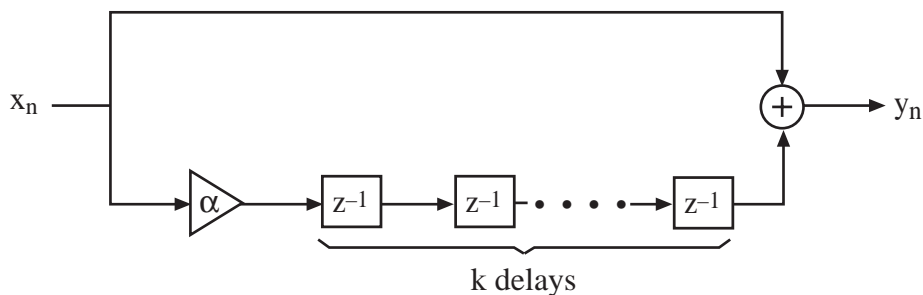 xₙ
+
yₙ
α
z⁻¹
z⁻¹
z⁻¹
k delays